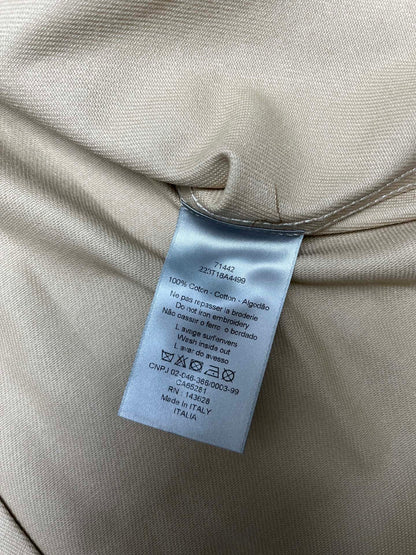 71442
223T18A4499
100% Coton - Cotton - Algodão
Ne pas repasser la broderie
Do not iron embroidery
Não passar o ferro o bordado
Lavage surl'envers
Wash inside out
Lavar do avesso
CNPJ 02-046-386/0003-99
CA65281
RN : 143628
Made In ITALY
ITALIA